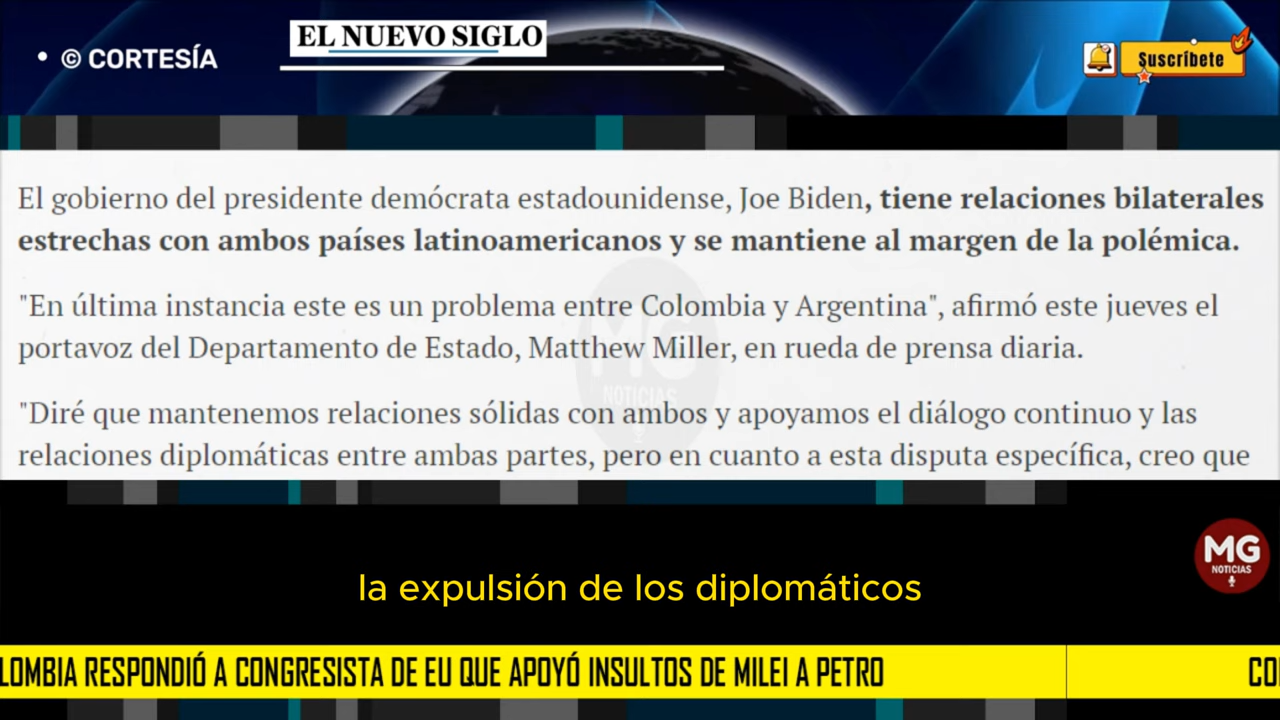 © CORTESÍA
EL NUEVO SIGLO
Suscríbete
El gobierno del presidente demócrata estadounidense, Joe Biden, tiene relaciones bilaterales
estrechas con ambos países latinoamericanos y se mantiene al margen de la polémica.
"En última instancia este es un problema entre Colombia y Argentina", afirmó este jueves el
portavoz del Departamento de Estado, Matthew Miller, en rueda de prensa diaria.
MG
NOTICIAS
"Diré que mantenemos relaciones sólidas con ambos y apoyamos el diálogo continuo y las
relaciones diplomáticas entre ambas partes, pero en cuanto a esta disputa específica, creo que
MG
NOTICIAS
la expulsión de los diplomáticos
LOMBIA RESPONDIÓ A CONGRESISTA DE EU QUE APOYÓ INSULTOS DE MILEI A PETRO
CO